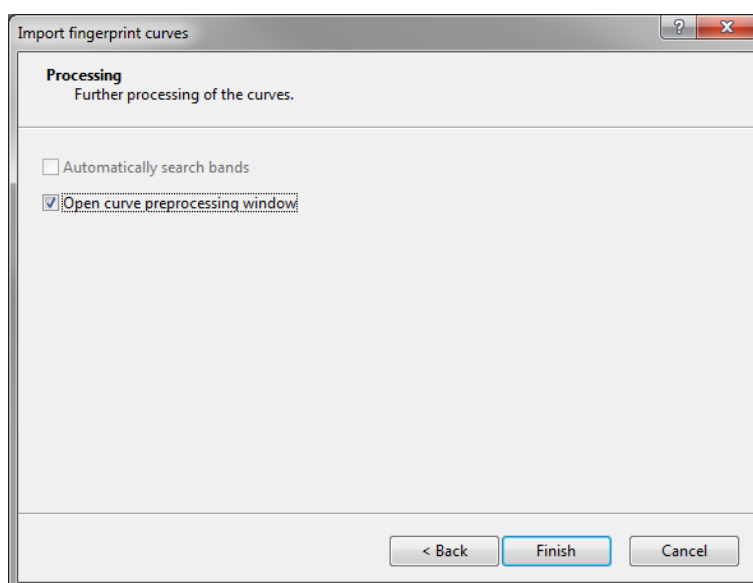 Import fingerprint curves
Processing
Further processing of the curves.
Automatically search bands
Open curve preprocessing window
< Back Finish Cancel